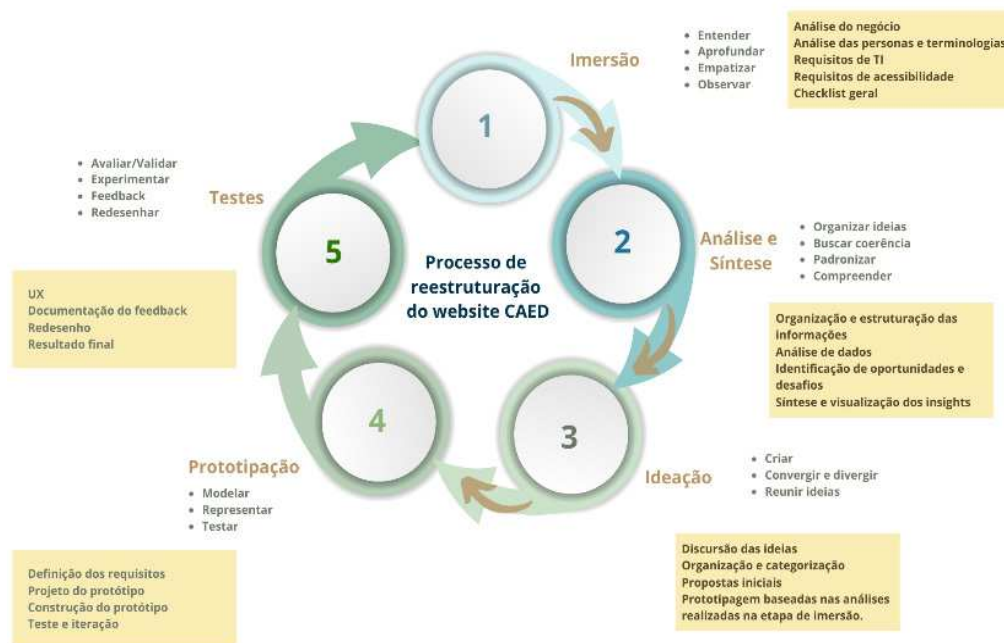 1
Imersão
• Entender
• Aprofundar
• Empatizar
• Observar
Análise do negócio
Análise das personas e terminologias
Requisitos de TI
Requisitos de acessibilidade
Checklist geral
2
Análise e
Síntese
• Organizar ideias
• Buscar coerência
• Padronizar
• Compreender
Organização e estruturação das
informações
Análise de dados
Identificação de oportunidades e
desafios
Síntese e visualização dos insights
3
Ideação
• Criar
• Convergir e divergir
• Reunir ideias
Discursão das ideias
Organização e categorização
Propostas iniciais
Prototipagem baseadas nas análises
realizadas na etapa de imersão.
4
Prototipação
• Modelar
• Representar
• Testar
Definição dos requisitos
Projeto do protótipo
Construção do protótipo
Teste e iteração
5
Testes
• Avaliar/Validar
• Experimentar
• Feedback
• Redesenhar
UX
Documentação do feedback
Redesenho
Resultado final
Processo de
reestruturação
do website CAED